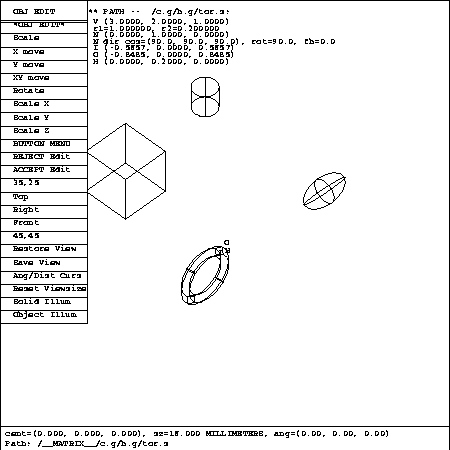 OBJ EDIT
*OBJ EDIT*
Scale
X move
Y move
XY move
Rotate
Scale X
Scale Y
Scale Z
BUTTON MENU
REJECT Edit
ACCEPT Edit
35,25
Top
Right
Front
45,45
Restore View
Save View
Ang/Dist Curs
Reset Viewsize
Solid Illum
Object Illum
** PATH -- /c.g/h.g/tor.s:
V (3.0000, 2.0000, 1.0000)
r1=1.000000, r2=0.200000
N (0.0000, 1.0000, 0.0000)
N dir cos=(90.0, 90.0, 90.0), rot=90.0, fb=0.0
I (-0.5657, 0.0000, 0.5657)
O (-0.8485, 0.0000, 0.8485)
H (0.0000, 0.2000, 0.0000)
O
H
cent=(0.000, 0.000, 0.000), sz=18.000 MILLIMETERS, ang=(0.00, 0.00, 0.00)
Path: /__MATRIX__/c.g/h.g/tor.s